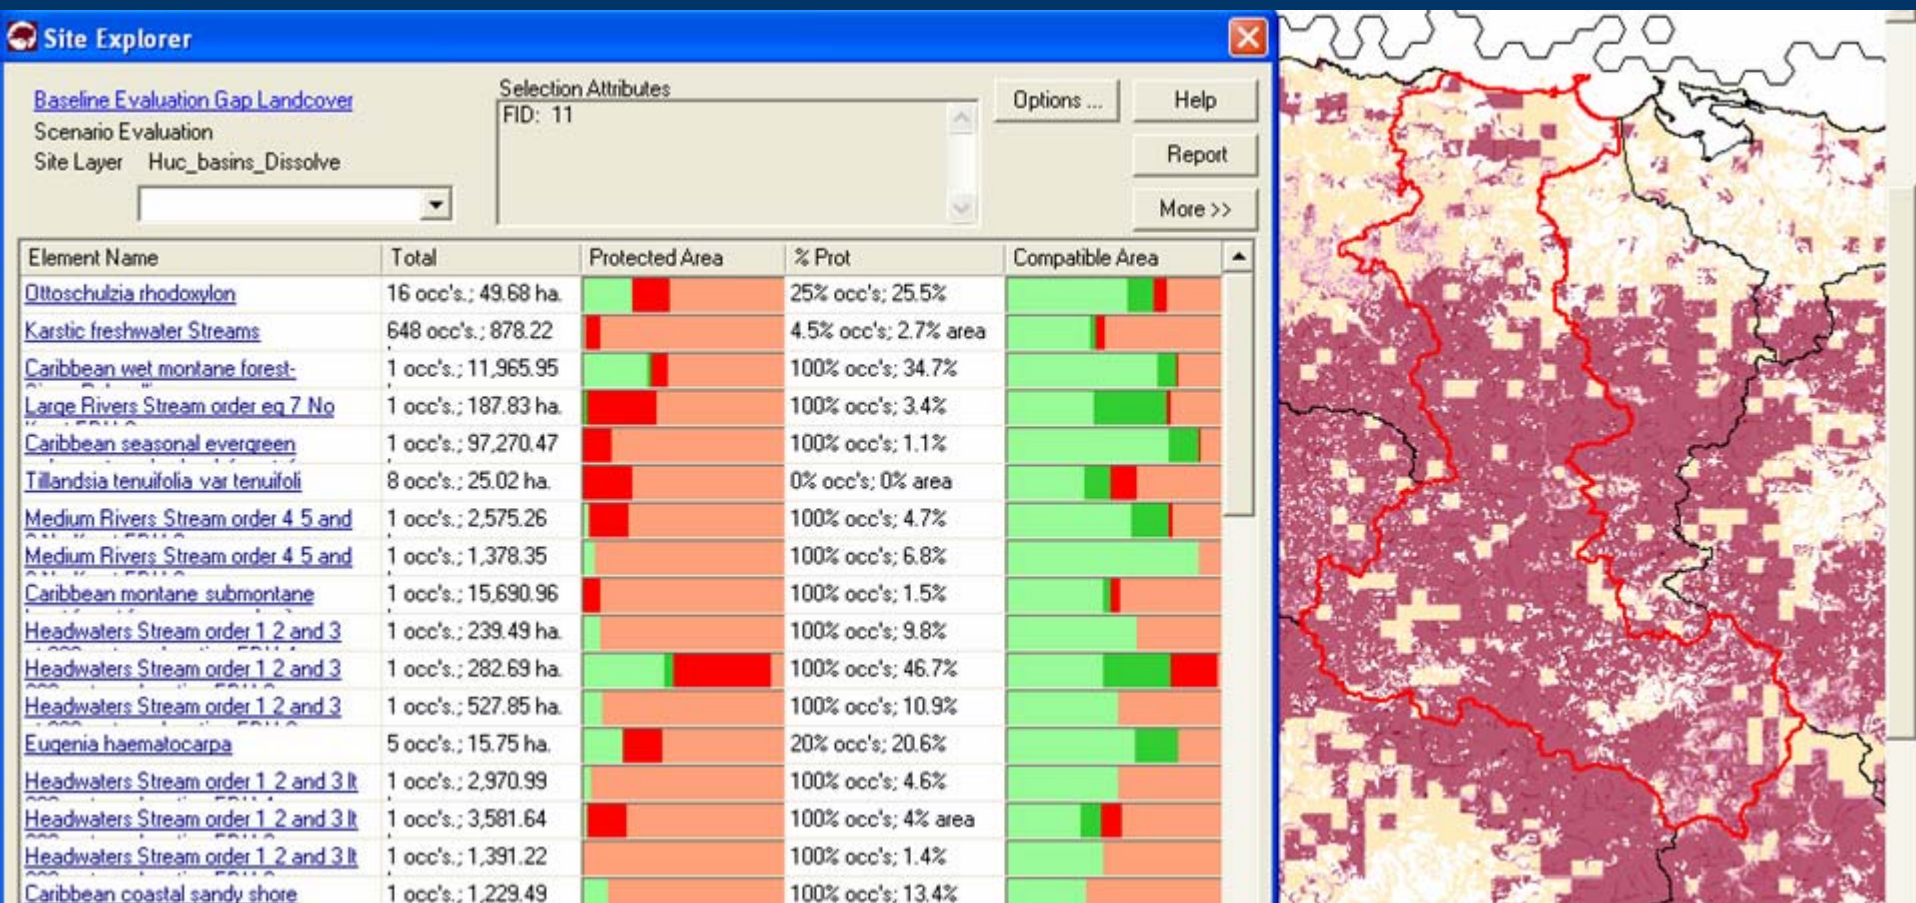 Site Explorer
Baseline Evaluation Gap Landcover
Scenario Evaluation
Site Layer Huc_basins_Dissolve
Selection Attributes
FID: 11
Options ...
Help
Report
More >>
Element Name Total Protected Area % Prot Compatible Area
Ottoschulzia rhodoxylon 16 occ's.; 49.68 ha. 25% occ's; 25.5%
Karstic freshwater Streams 648 occ's.; 878.22 4.5% occ's; 2.7% area
Caribbean wet montane forest- 1 occ's.; 11,965.95 100% occ's; 34.7%
Large Rivers Stream order eq 7 No 1 occ's.; 187.83 ha. 100% occ's; 3.4%
Caribbean seasonal evergreen 1 occ's.; 97,270.47 100% occ's; 1.1%
Tillandsia tenuifolia var tenuifoli 8 occ's.; 25.02 ha. 0% occ's; 0% area
Medium Rivers Stream order 4 5 and 1 occ's.; 2,575.26 100% occ's; 4.7%
Medium Rivers Stream order 4 5 and 1 occ's.; 1,378.35 100% occ's; 6.8%
Caribbean montane submontane 1 occ's.; 15,690.96 100% occ's; 1.5%
Headwaters Stream order 1 2 and 3 1 occ's.; 239.49 ha. 100% occ's; 9.8%
Headwaters Stream order 1 2 and 3 1 occ's.; 282.69 ha. 100% occ's; 46.7%
Headwaters Stream order 1 2 and 3 1 occ's.; 527.85 ha. 100% occ's; 10.9%
Eugenia haematocarpa 5 occ's.; 15.75 ha. 20% occ's; 20.6%
Headwaters Stream order 1 2 and 3 lt 1 occ's.; 2,970.99 100% occ's; 4.6%
Headwaters Stream order 1 2 and 3 lt 1 occ's.; 3,581.64 100% occ's; 4% area
Headwaters Stream order 1 2 and 3 lt 1 occ's.; 1,391.22 100% occ's; 1.4%
Caribbean coastal sandy shore 1 occ's.; 1,229.49 100% occ's; 13.4%